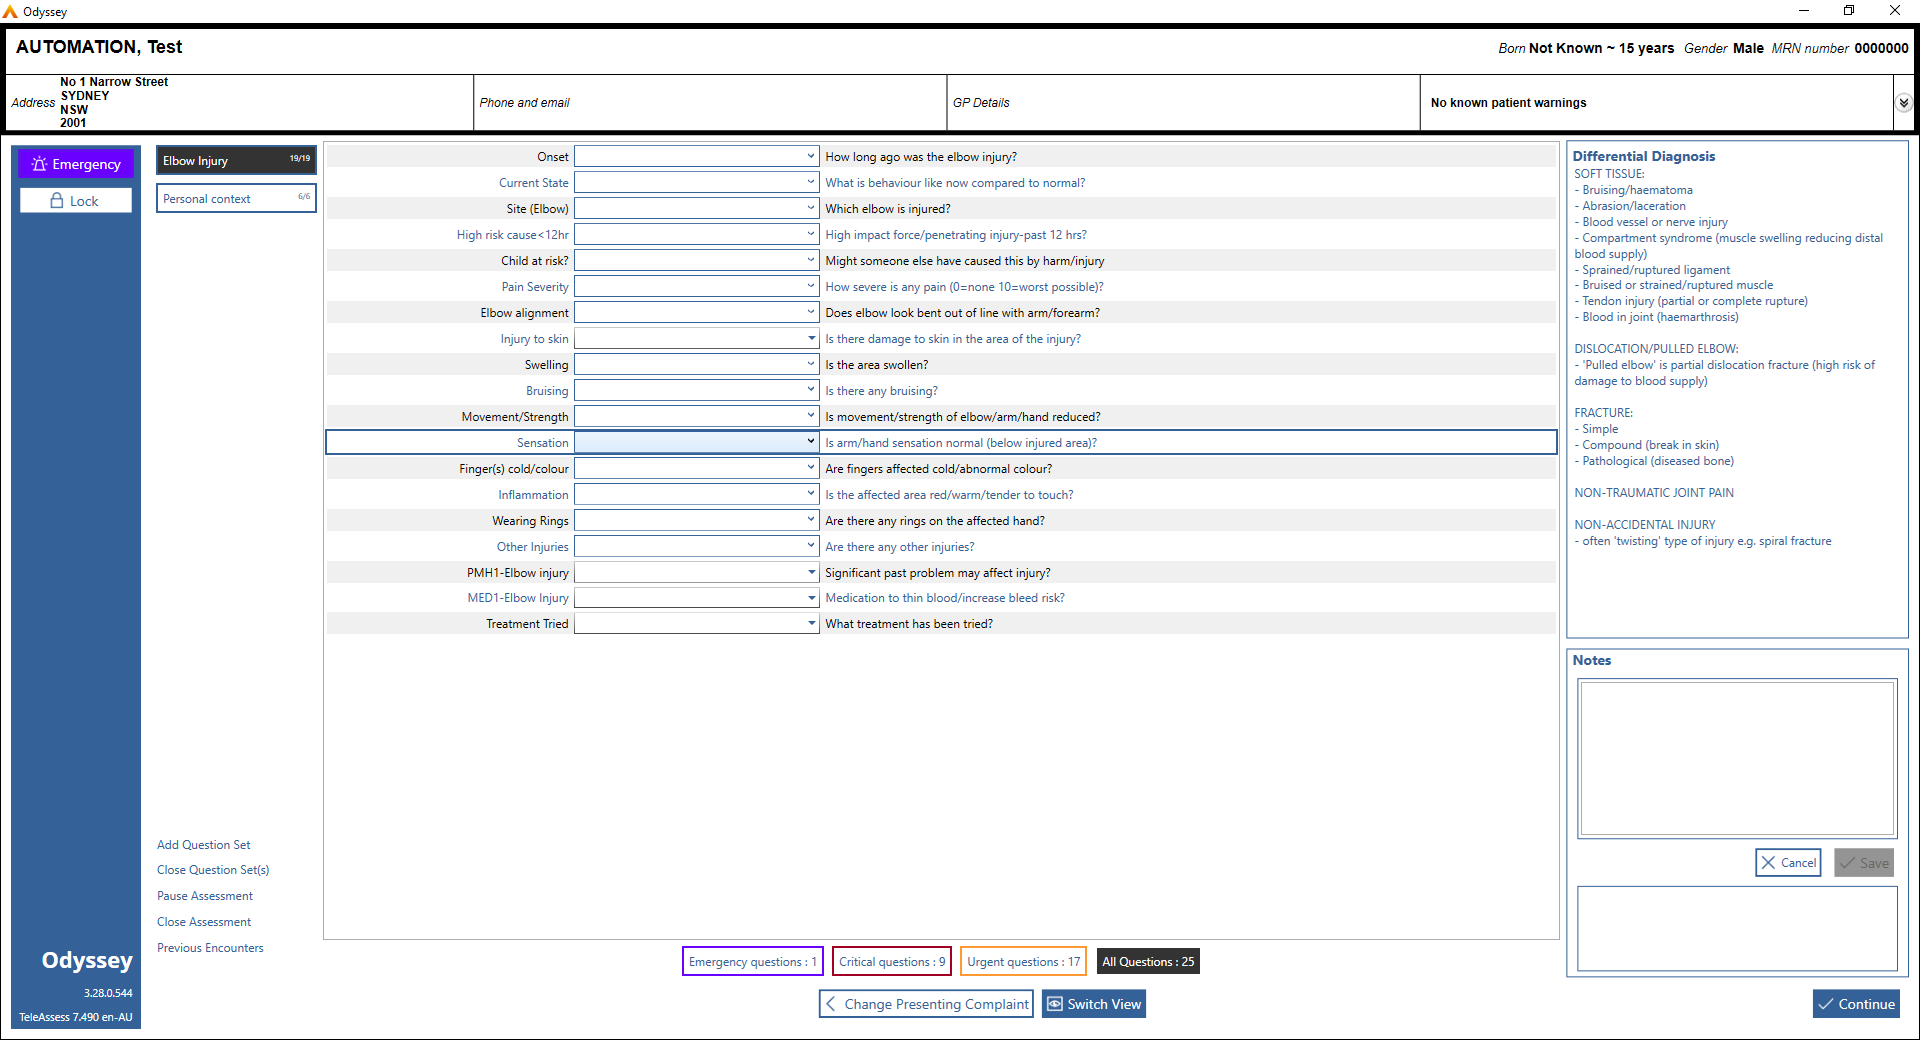 Odyssey
AUTOMATION, Test
Born Not Known ~ 15 years Gender Male MRN number 0000000
Address No 1 Narrow Street
SYDNEY
NSW
2001
Phone and email
GP Details
No known patient warnings
Emergency
Lock
Elbow Injury 19/19
Personal context 6/6
Onset How long ago was the elbow injury?
Current State What is behaviour like now compared to normal?
Site (Elbow) Which elbow is injured?
High risk cause<12hr High impact force/penetrating injury-past 12 hrs?
Child at risk? Might someone else have caused this by harm/injury
Pain Severity How severe is any pain (0=none 10=worst possible)?
Elbow alignment Does elbow look bent out of line with arm/forearm?
Injury to skin Is there damage to skin in the area of the injury?
Swelling Is the area swollen?
Bruising Is there any bruising?
Movement/Strength Is movement/strength of elbow/arm/hand reduced?
Sensation Is arm/hand sensation normal (below injured area)?
Finger(s) cold/colour Are fingers affected cold/abnormal colour?
Inflammation Is the affected area red/warm/tender to touch?
Wearing Rings Are there any rings on the affected hand?
Other Injuries Are there any other injuries?
PMH1-Elbow injury Significant past problem may affect injury?
MED1-Elbow Injury Medication to thin blood/increase bleed risk?
Treatment Tried What treatment has been tried?
Differential Diagnosis
SOFT TISSUE:
- Bruising/haematoma
- Abrasion/laceration
- Blood vessel or nerve injury
- Compartment syndrome (muscle swelling reducing distal
blood supply)
- Sprained/ruptured ligament
- Bruised or strained/ruptured muscle
- Tendon injury (partial or complete rupture)
- Blood in joint (haemarthrosis)
DISLOCATION/PULLED ELBOW:
- 'Pulled elbow' is partial dislocation fracture (high risk of
damage to blood supply)
FRACTURE:
- Simple
- Compound (break in skin)
- Pathological (diseased bone)
NON-TRAUMATIC JOINT PAIN
NON-ACCIDENTAL INJURY
- often 'twisting' type of injury e.g. spiral fracture
Notes
Cancel
Save
Add Question Set
Close Question Set(s)
Pause Assessment
Close Assessment
Previous Encounters
Odyssey
3.28.0.544
TeleAssess 7.490 en-AU
Emergency questions : 1
Critical questions : 9
Urgent questions : 17
All Questions : 25
Change Presenting Complaint
Switch View
Continue